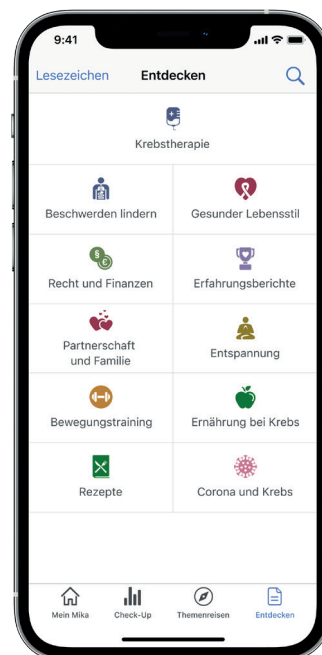 9:41
Lesezeichen Entdecken
Krebstherapie
Beschwerden lindern Gesunder Lebensstil
§ €
Recht und Finanzen Erfahrungsberichte
Partnerschaft
und Familie
Entspannung
Bewegungstraining Ernährung bei Krebs
Rezepte Corona und Krebs
Mein Mika Check-Up Themenreisen Entdecken